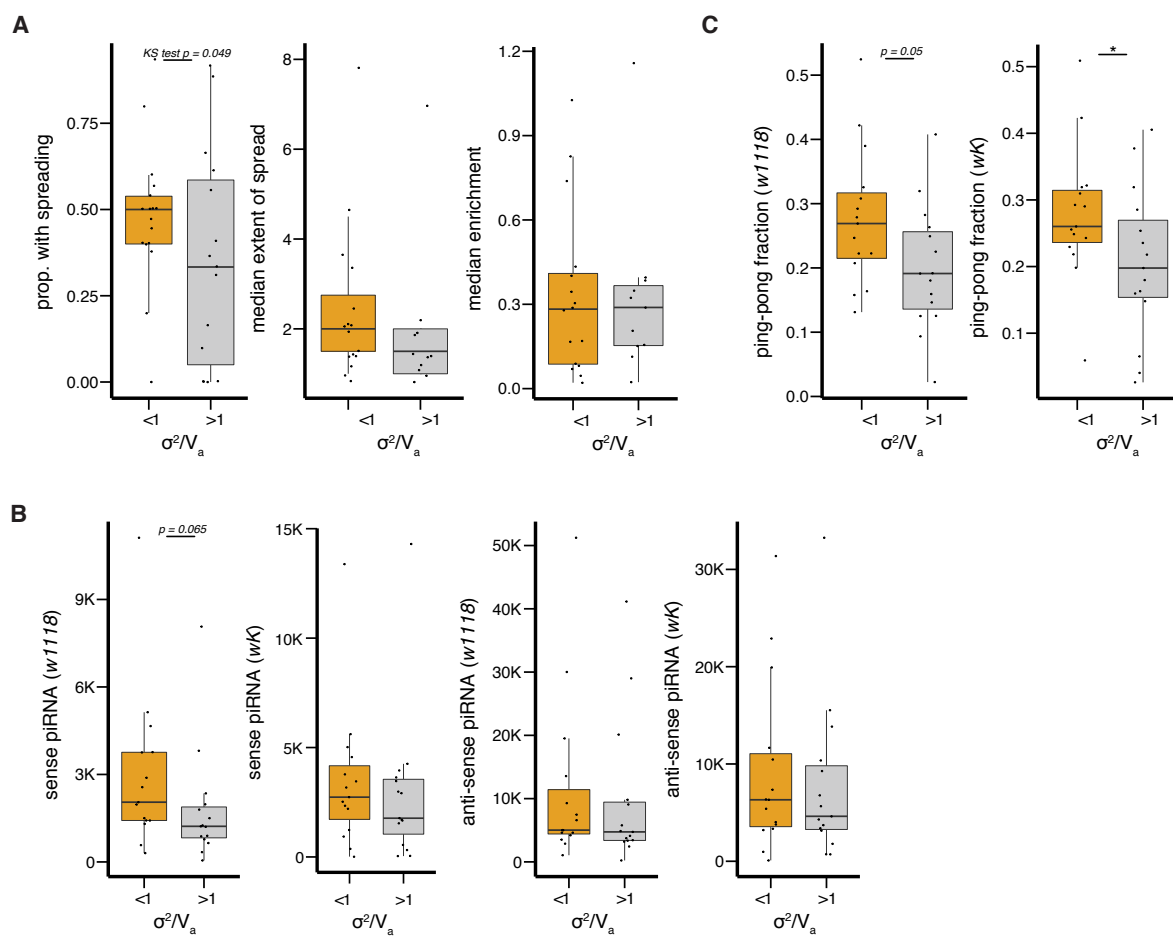 A
KS test p = 0.049
prop. with spreading
0.75
0.50
0.25
0.00
<1
>1
σ²/Vₐ
median extent of spread
8
6
4
2
<1
>1
σ²/Vₐ
median enrichment
1.2
0.9
0.6
0.3
0.0
<1
>1
σ²/Vₐ
C
p = 0.05
ping-pong fraction (w1118)
0.5
0.4
0.3
0.2
0.1
0.0
<1
>1
σ²/Vₐ
*
ping-pong fraction (wK)
0.5
0.4
0.3
0.2
0.1
<1
>1
σ²/Vₐ
B
p = 0.065
sense piRNA (w1118)
9K
6K
3K
0
<1
>1
σ²/Vₐ
sense piRNA (wK)
15K
10K
5K
0
<1
>1
σ²/Vₐ
anti-sense piRNA (w1118)
50K
40K
30K
20K
10K
0
<1
>1
σ²/Vₐ
anti-sense piRNA (wK)
30K
20K
10K
0
<1
>1
σ²/Vₐ